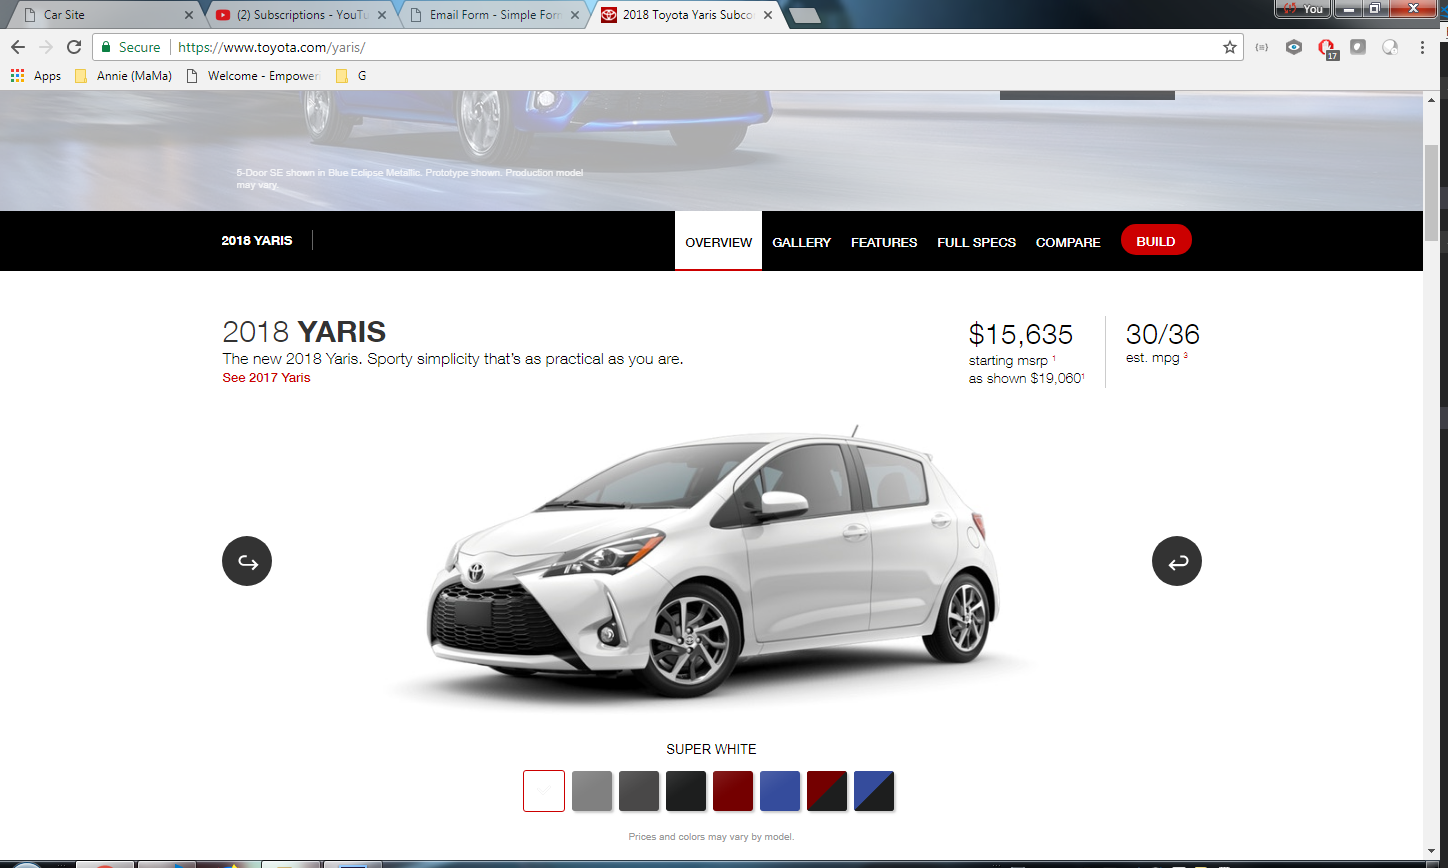 Car Site
(2) Subscriptions - YouTu
Email Form - Simple Form
2018 Toyota Yaris Subco
You
Secure
https://www.toyota.com/yaris/
17
Apps
Annie (MaMa)
Welcome - Empower
G
5-Door SE shown in Blue Eclipse Metallic. Prototype shown. Production model
may vary.
2018 YARIS
OVERVIEW
GALLERY
FEATURES
FULL SPECS
COMPARE
BUILD
2018 YARIS
The new 2018 Yaris. Sporty simplicity that's as practical as you are.
See 2017 Yaris
$15,635
starting msrp 1
as shown $19,0601
30/36
est. mpg 3
SUPER WHITE
Prices and colors may vary by model.